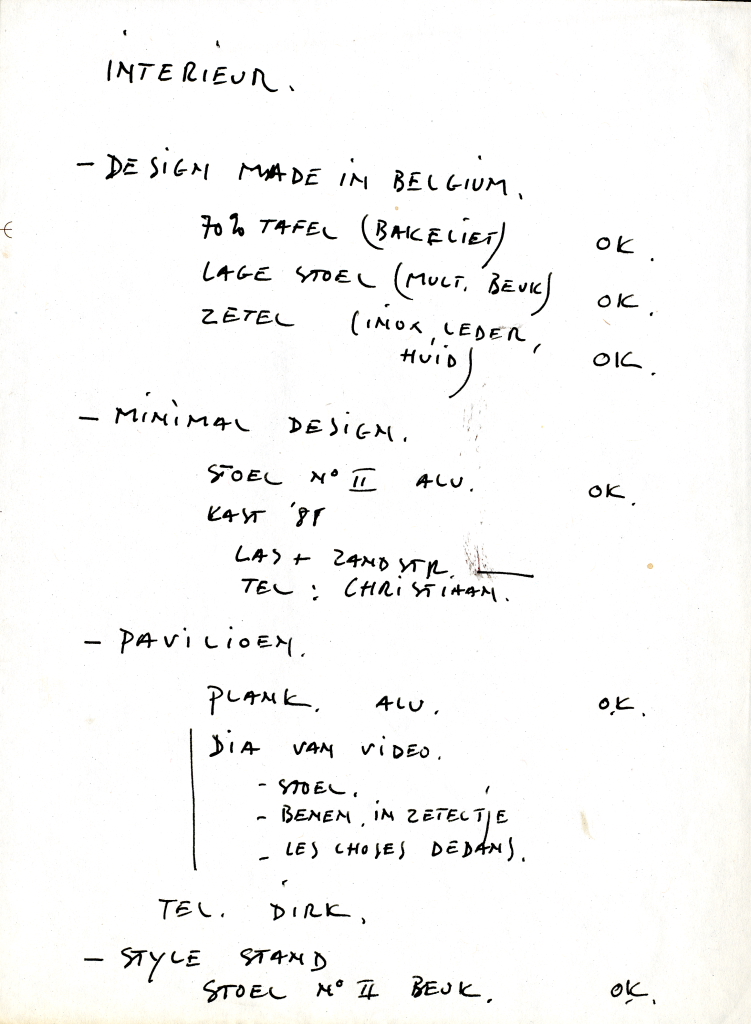 INTERIEUR.
- DESIGN MADE IN BELGIUM.
70% TAFEL (BAKELIET) OK.
LAGE STOEL (MULT. BEUK) OK.
ZETEL (INOX, LEDER,
HUID) OK.
- MINIMAL DESIGN.
STOEL N° II ALU. OK.
KAST '88
LAS + ZANDSTR. —
TEL : CHRISTIAAN.
- PAVILIOEN.
PLANK. ALU. OK.
DIA VAN VIDEO.
- STOEL.
- BENEN, IN ZETELTJE
- LES CHOSES DEDANS.
TEL. DIRK.
- STYLE STAND
STOEL N° II BEUK. OK.